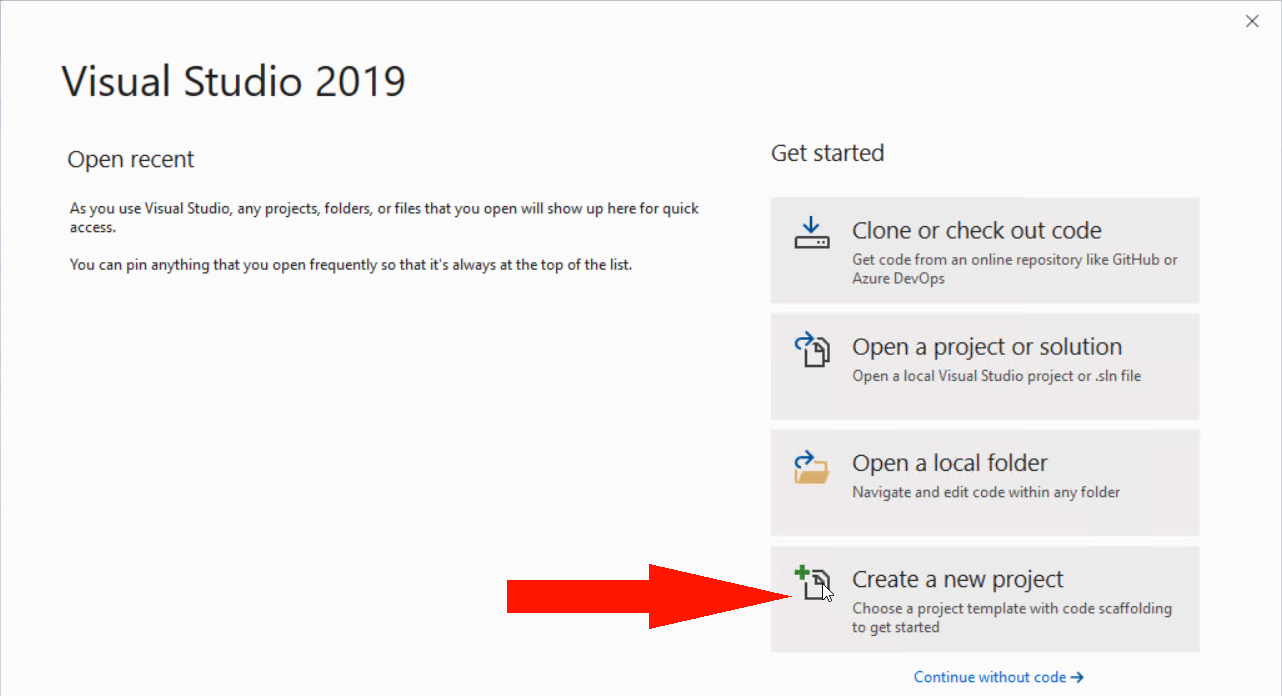 Visual Studio 2019
Open recent
As you use Visual Studio, any projects, folders, or files that you open will show up here for quick
access.
You can pin anything that you open frequently so that it's always at the top of the list.
Get started
Clone or check out code
Get code from an online repository like GitHub or
Azure DevOps
Open a project or solution
Open a local Visual Studio project or .sln file
Open a local folder
Navigate and edit code within any folder
Create a new project
Choose a project template with code scaffolding
to get started
Continue without code →